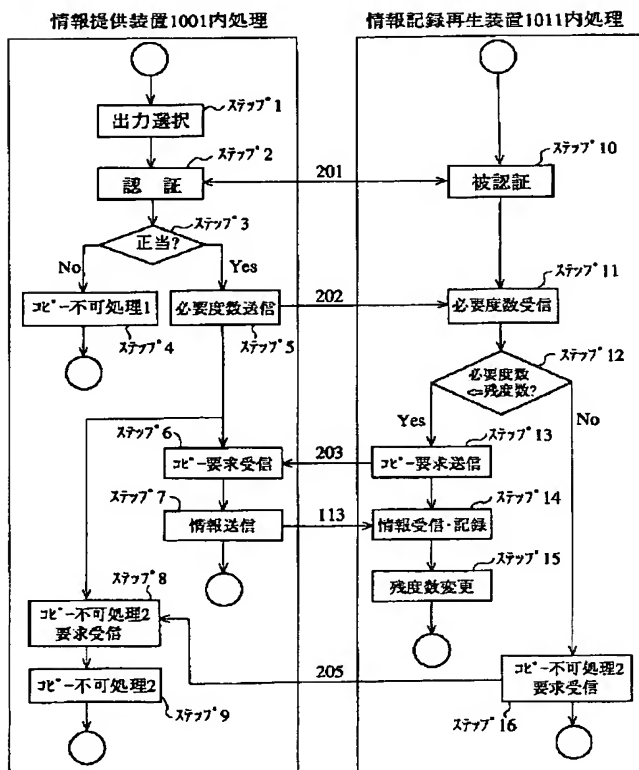 情報提供装置1001内処理
情報記録再生装置1011内処理
ステップ1
出力選択
ステップ2
認 証
201
ステップ10
被認証
ステップ3
正当?
No
Yes
コピー不可処理1
ステップ4
必要度数送信
ステップ5
202
ステップ11
必要度数受信
ステップ12
必要度数
<=残度数?
Yes
No
ステップ6
コピー要求受信
203
ステップ13
コピー要求送信
ステップ7
情報送信
113
ステップ14
情報受信・記録
ステップ15
残度数変更
ステップ8
コピー不可処理2
要求受信
205
コピー不可処理2
要求受信
ステップ16
コピー不可処理2
ステップ9